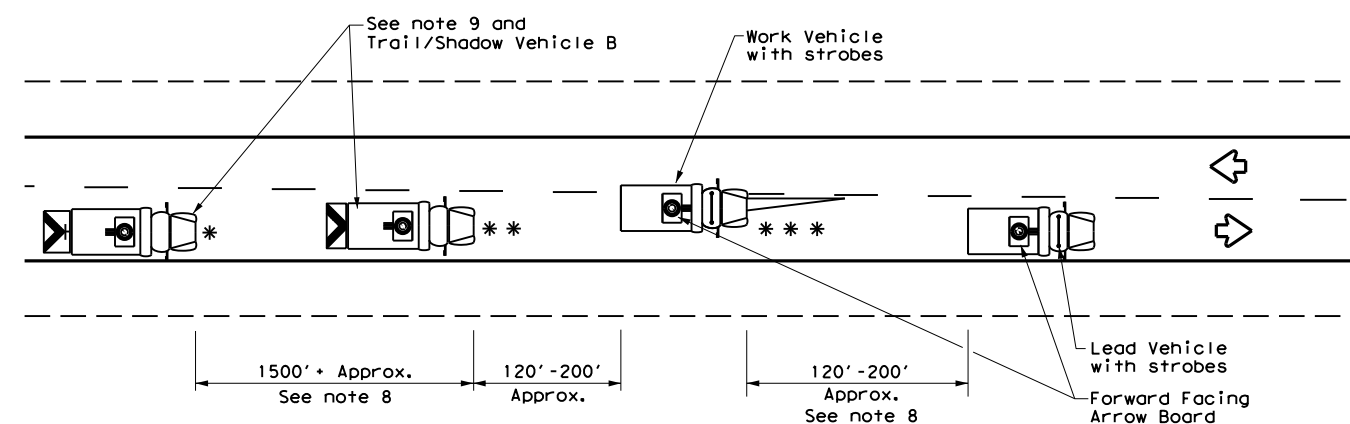 See note 9 and
Trail/Shadow Vehicle B
Work Vehicle
with strobes
*
* *
* * *
1500'+ Approx.
See note 8
120'-200'
Approx.
120'-200'
Approx.
See note 8
Lead Vehicle
with strobes
Forward Facing
Arrow Board